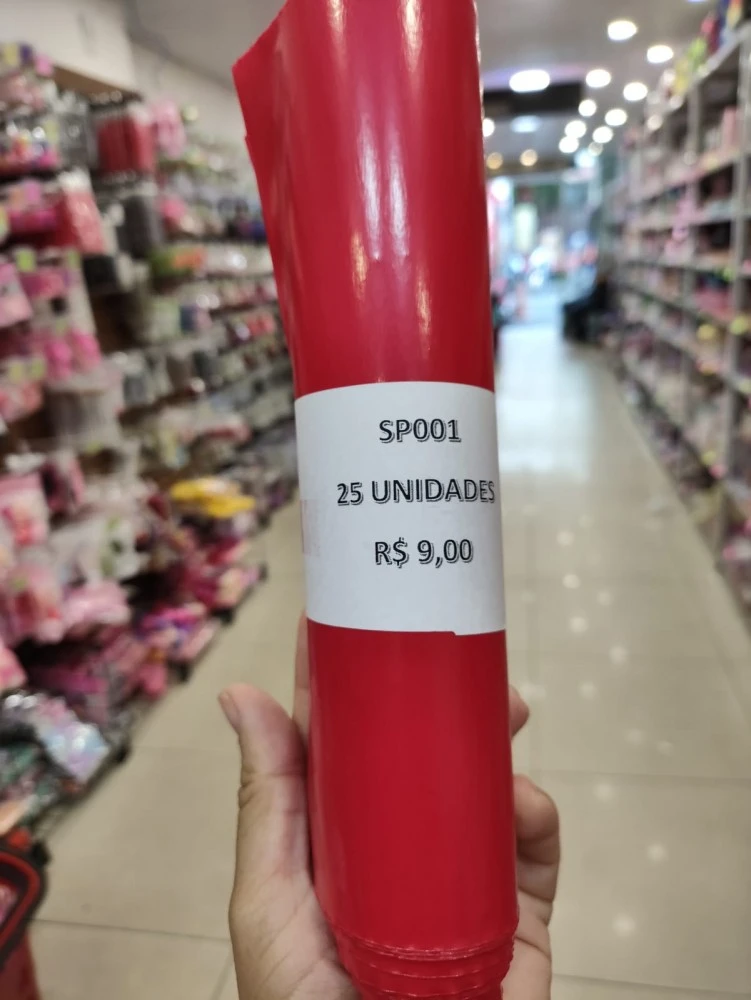 SP001
25 UNIDADES
R$ 9,00